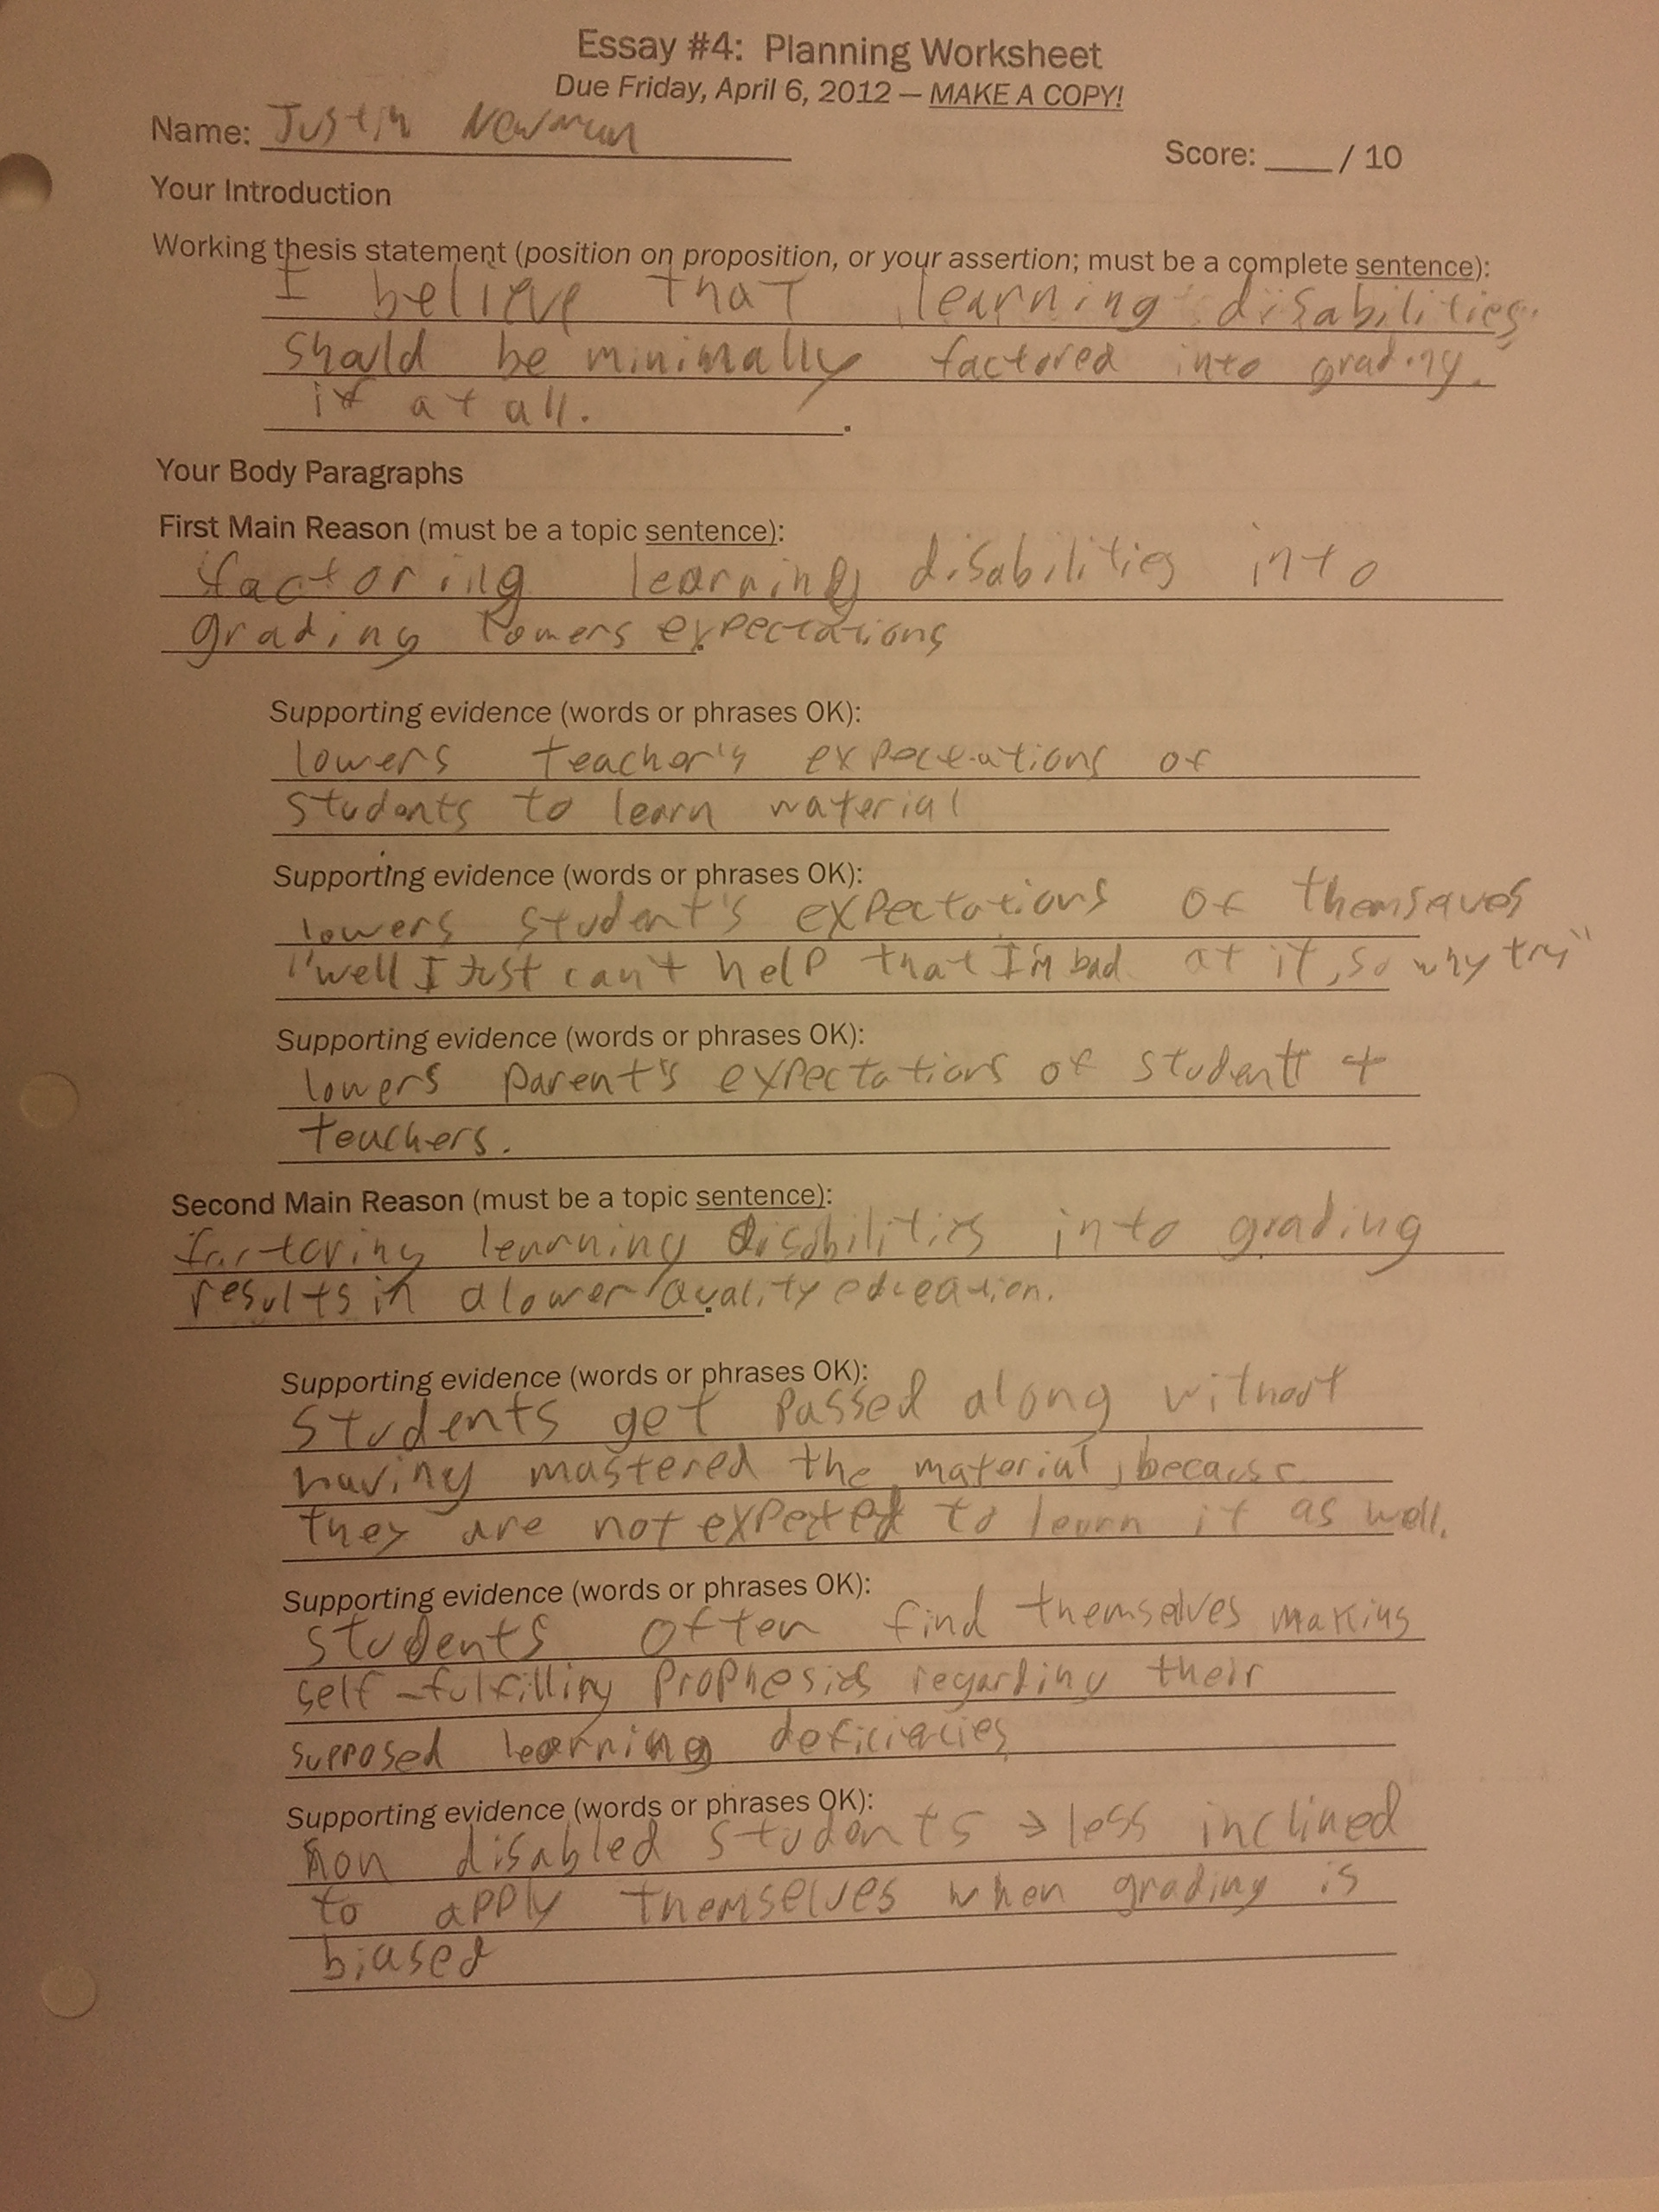 Essay #4: Planning Worksheet
Due Friday, April 6, 2012 — MAKE A COPY!
Name: Justin Newman
Score: ____ / 10
Your Introduction
Working thesis statement (position on proposition, or your assertion; must be a complete sentence):
I believe that learning disabilities
should be minimally factored into grading,
if at all.
Your Body Paragraphs
First Main Reason (must be a topic sentence):
factoring learning disabilities into
grading lowers expectations
Supporting evidence (words or phrases OK):
lowers teacher's expectations of
students to learn material
Supporting evidence (words or phrases OK):
lowers student's expectations of themseves
"well I just can't help that I'm bad at it, so why try"
Supporting evidence (words or phrases OK):
lowers parent's expectations of student +
teachers.
Second Main Reason (must be a topic sentence):
factoring learning disabilities into grading
results in a lower quality education.
Supporting evidence (words or phrases OK):
students get passed along without
having mastered the material, because
they are not expected to learn it as well.
Supporting evidence (words or phrases OK):
students often find themselves making
self-fulfilling prophesies regarding their
supposed learning deficiecies
Supporting evidence (words or phrases OK):
non disabled students → less inclined
to apply themselves when grading is
biased